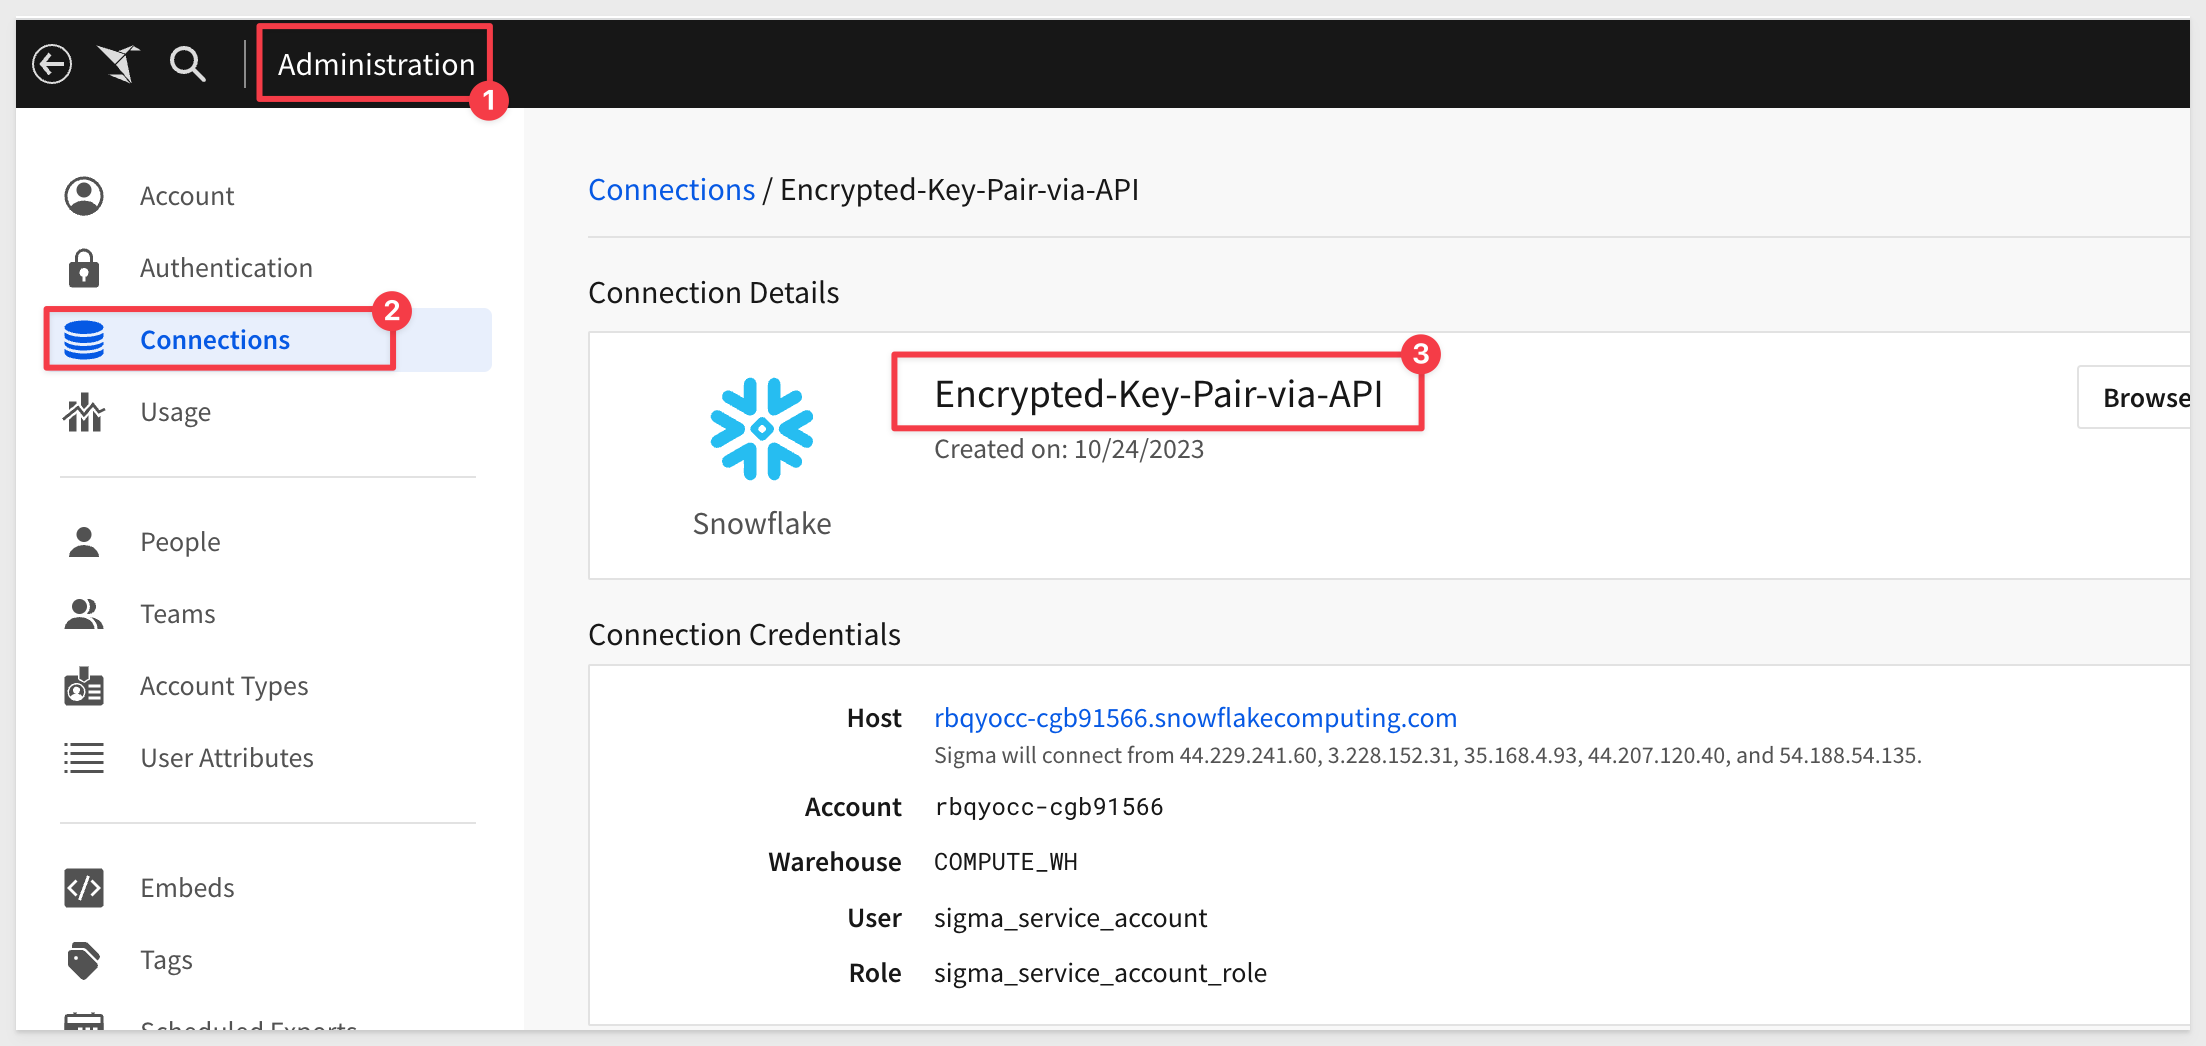 Administration
1
Account
Authentication
2
Connections
Usage
People
Teams
Account Types
User Attributes
Embeds
Tags
Scheduled Exports
Connections / Encrypted-Key-Pair-via-API
Connection Details
3
Encrypted-Key-Pair-via-API
Browse
Created on: 10/24/2023
Snowflake
Connection Credentials
Host rbqyocc-cgb91566.snowflakecomputing.com
Sigma will connect from 44.229.241.60, 3.228.152.31, 35.168.4.93, 44.207.120.40, and 54.188.54.135.
Account rbqyocc-cgb91566
Warehouse COMPUTE_WH
User sigma_service_account
Role sigma_service_account_role